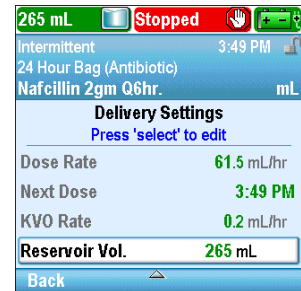 265 mL Stopped
Intermittent 3:49 PM
24 Hour Bag (Antibiotic)
Nafcillin 2gm Q6hr. mL
Delivery Settings
Press 'select' to edit
Dose Rate 61.5 mL/hr
Next Dose 3:49 PM
KVO Rate 0.2 mL/hr
Reservoir Vol. 265 mL
Back